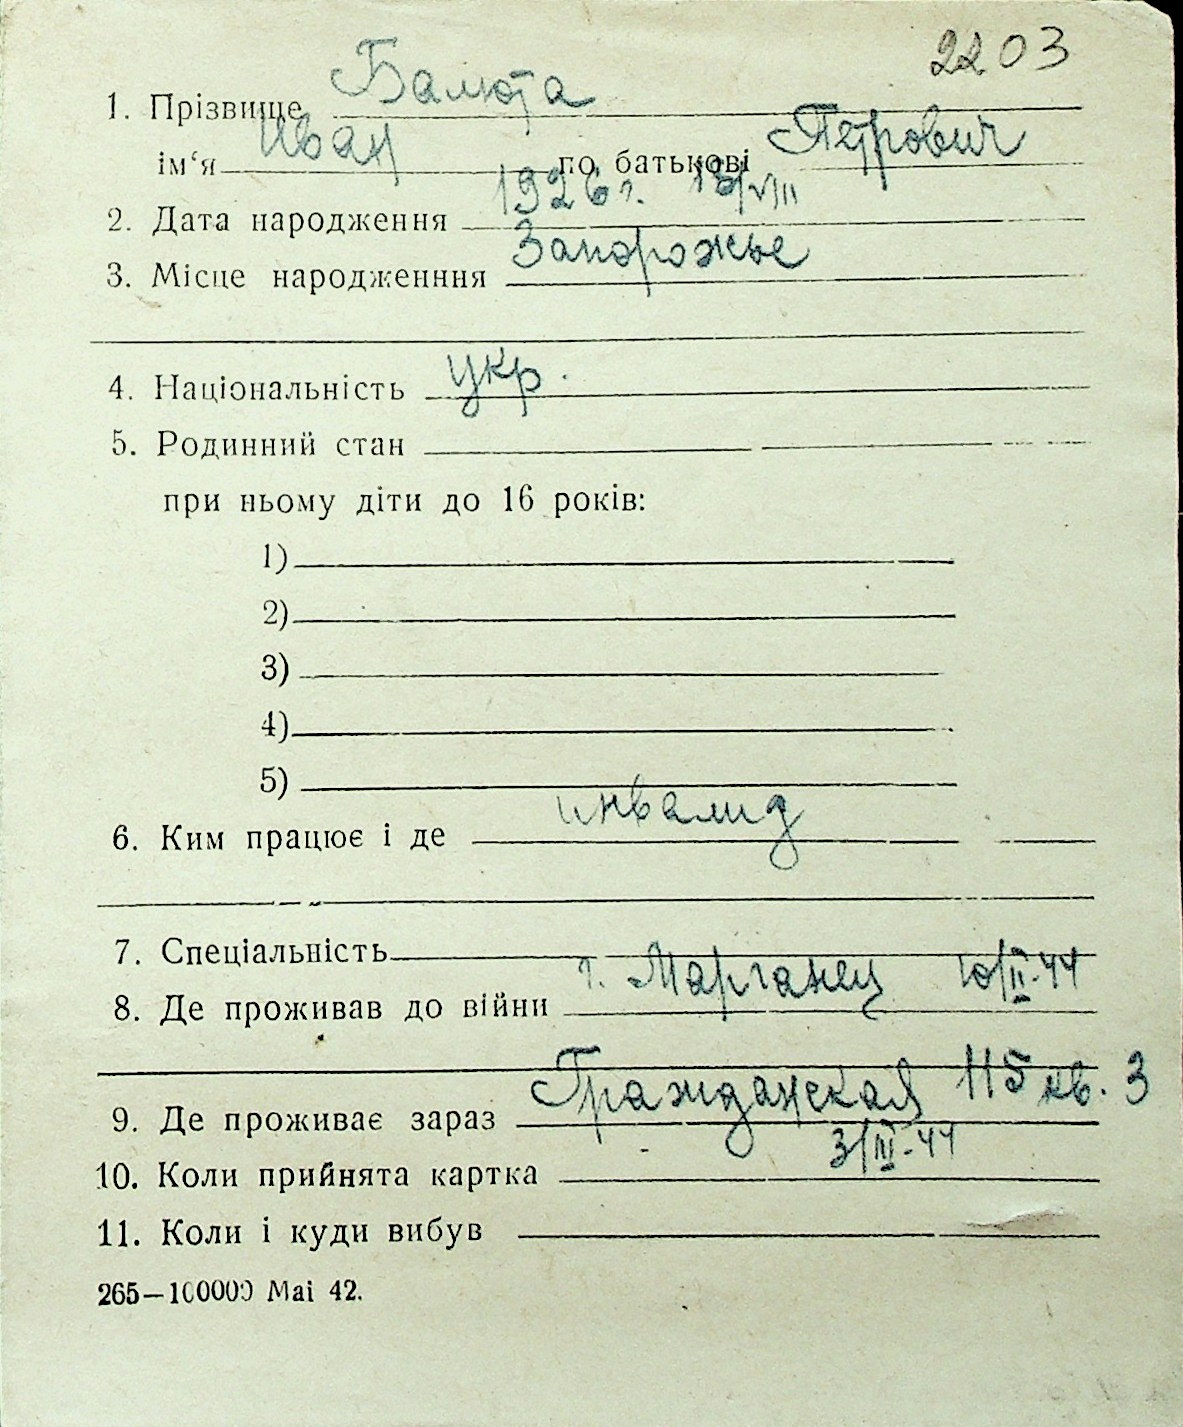 2203
1. Прізвище Балюта
ім‘я Иван по батькові Петрович
2. Дата народження 1926 г. 13/VIII
3. Місце народженння Запорожье
4. Національність укр.
5. Родинний стан
при ньому діти до 16 років:
1)
2)
3)
4)
5)
6. Ким працює і де инвалид
7. Спеціальність
8. Де проживав до війни г. Марганец 10/II-44
9. Де проживає зараз Гражданская 115 кв. 3
10. Коли прийнята картка 3/III-44
11. Коли і куди вибув
265—100000 Mai 42.